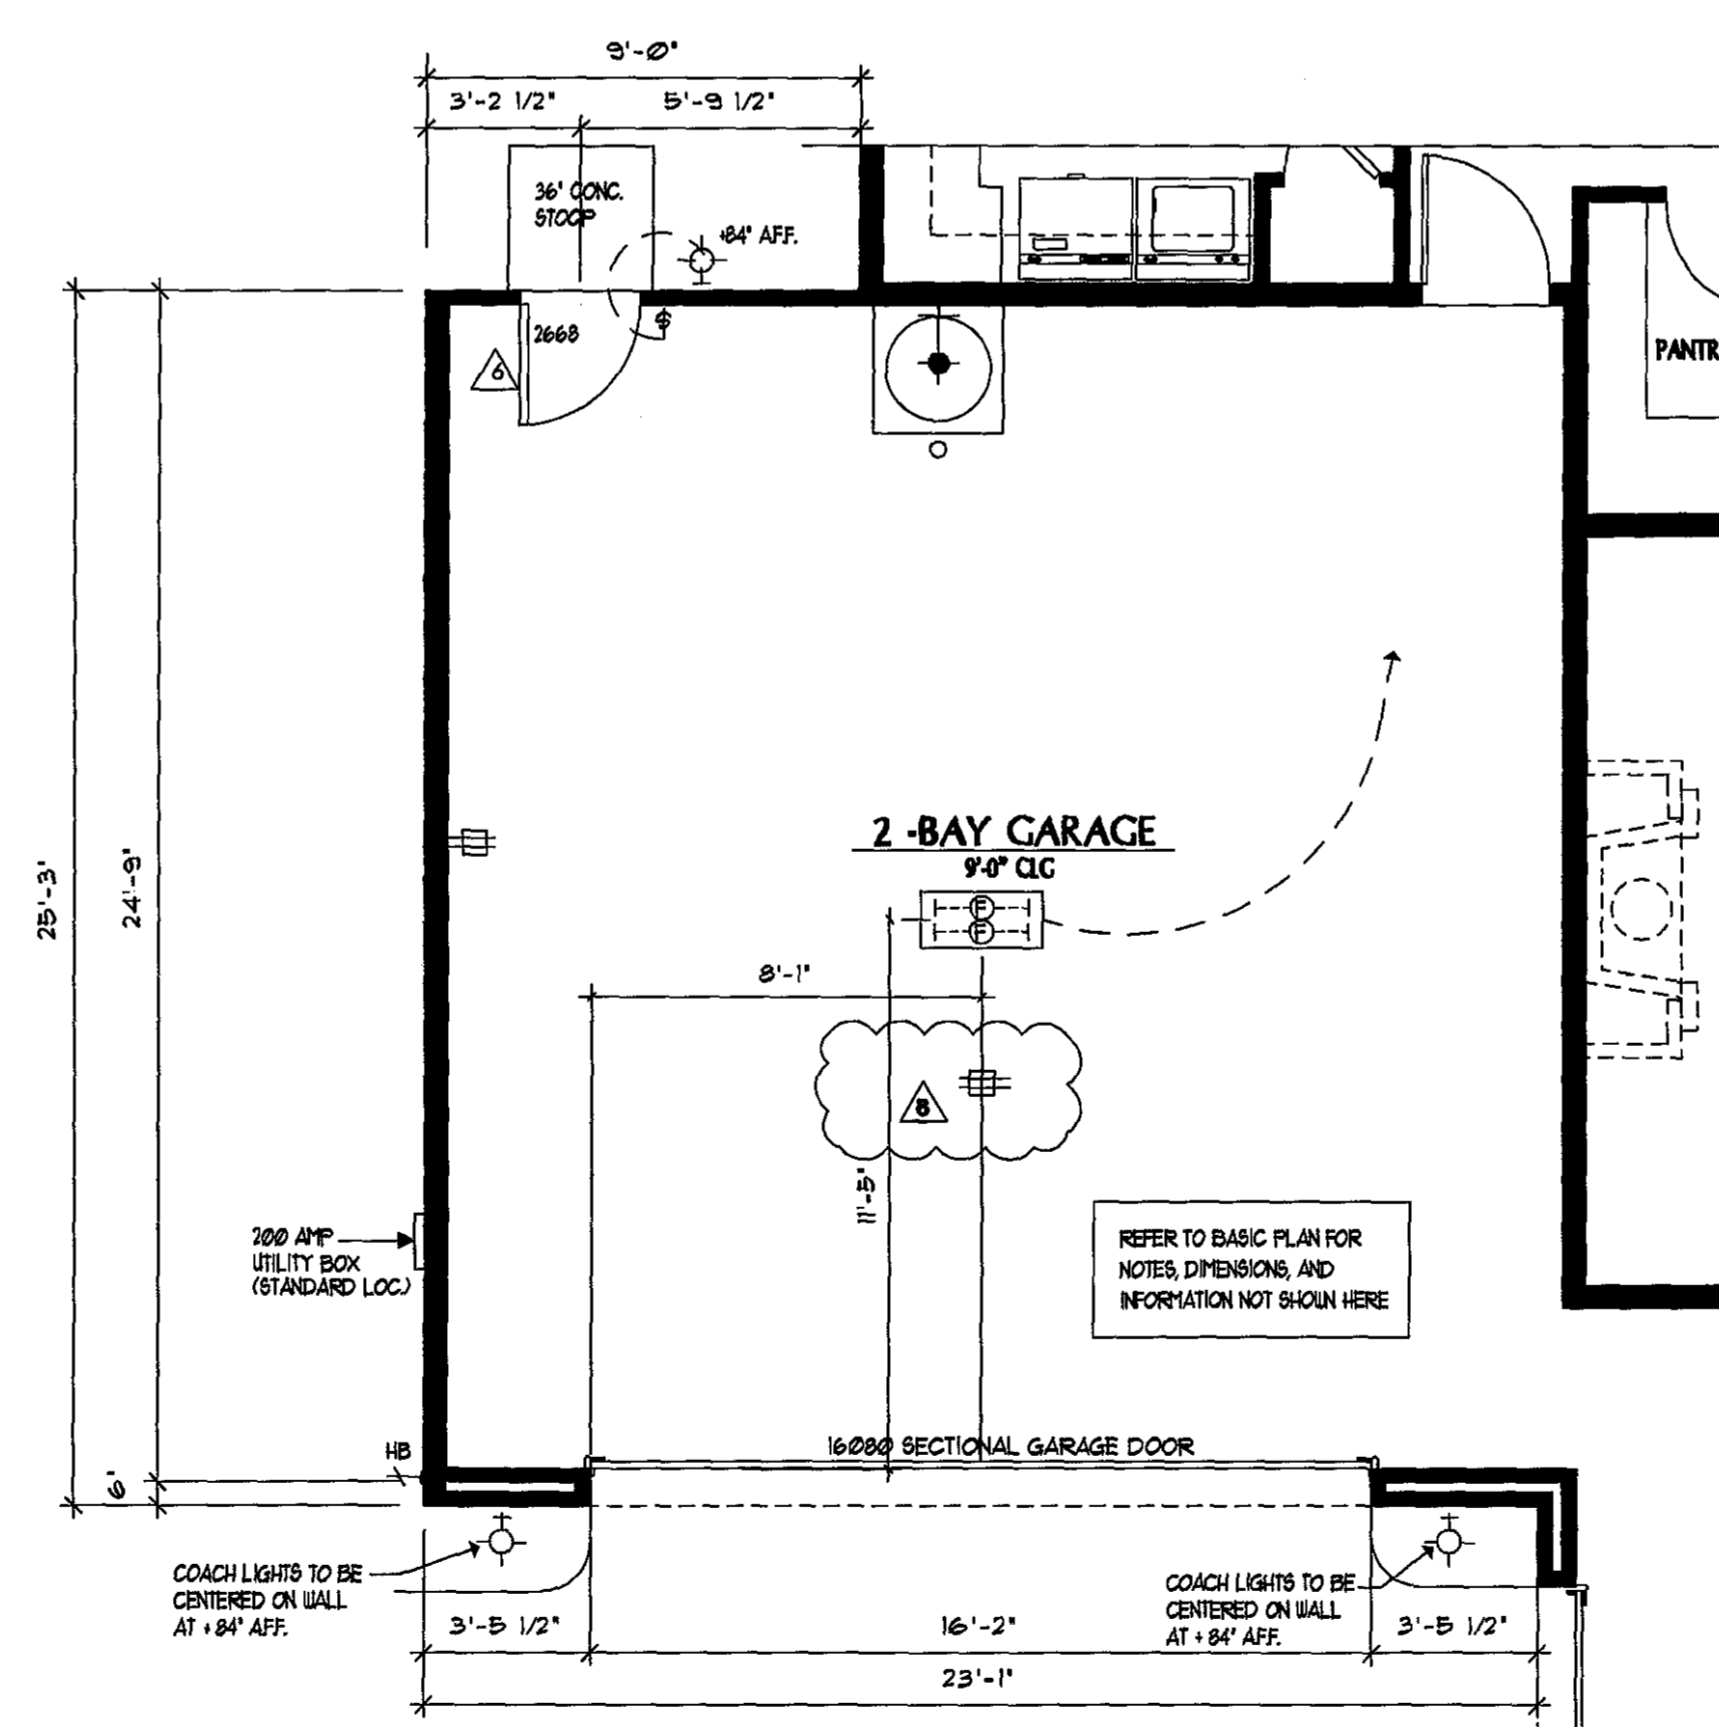 9'-0"
3'-2 1/2" 5'-9 1/2"
36" CONC.
STOOP
+84" AFF.
$
2668
6
PANTR
2 -BAY GARAGE
9'-0" CLG
F
F
25'-3"
24'-9"
8'-1"
8
11'-5"
200 AMP
UTILITY BOX
(STANDARD LOC.)
REFER TO BASIC PLAN FOR
NOTES, DIMENSIONS, AND
INFORMATION NOT SHOWN HERE
16080 SECTIONAL GARAGE DOOR
HB
6"
COACH LIGHTS TO BE
CENTERED ON WALL
AT +84" AFF.
COACH LIGHTS TO BE
CENTERED ON WALL
AT +84" AFF.
3'-5 1/2" 16'-2" 3'-5 1/2"
23'-1"